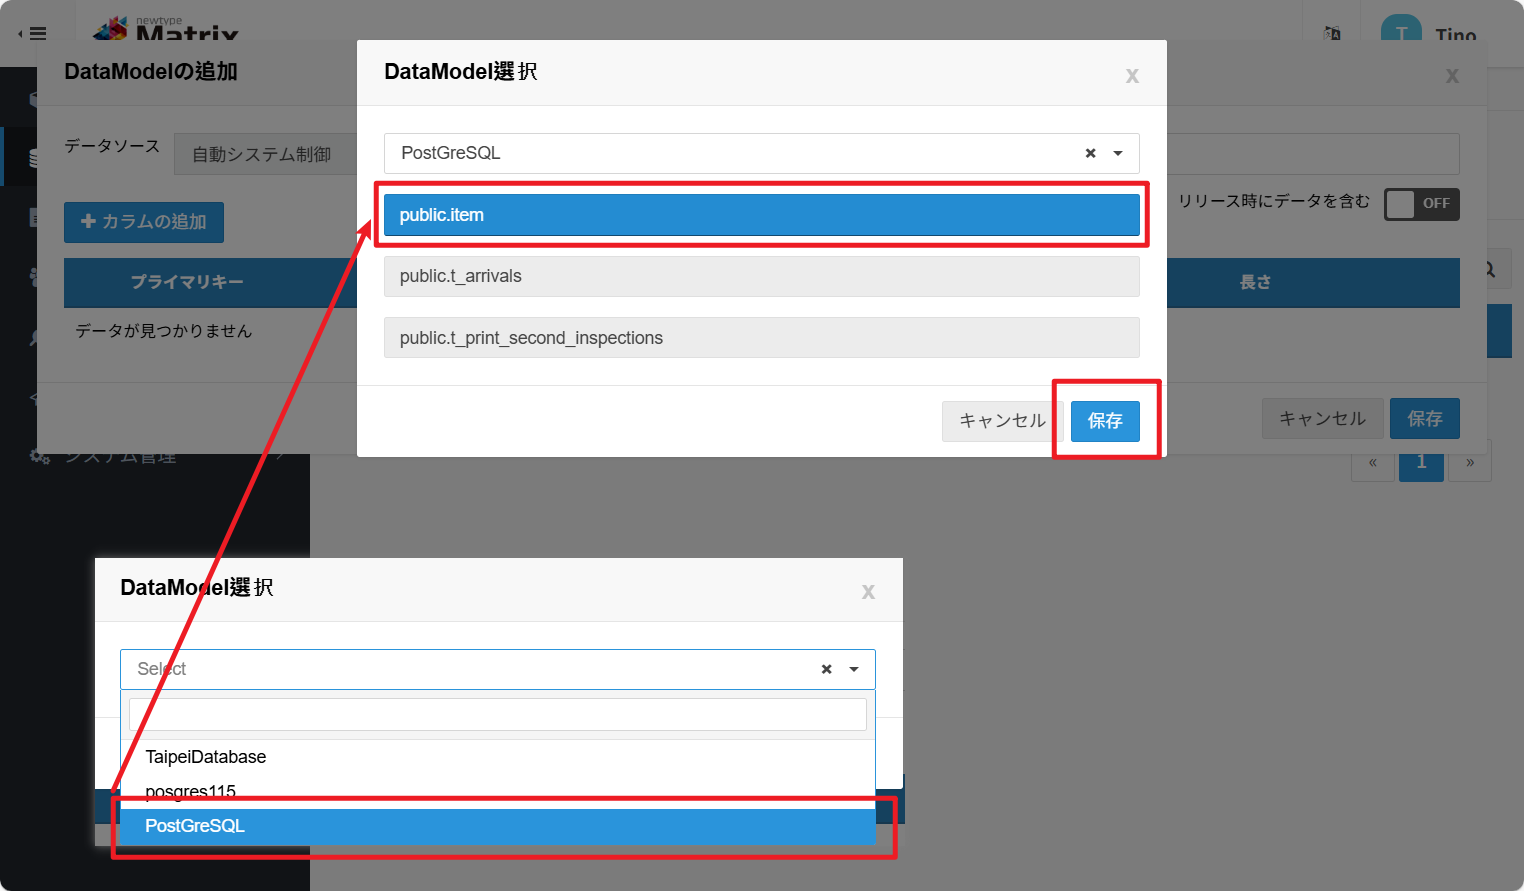 newtype
Matrix
T
Tino
DataModelの追加
x
データソース
自動システム制御
リリース時にデータを含む
OFF
カラムの追加
プライマリキー
長さ
データが見つかりません
キャンセル
保存
システム管理
«
1
»
DataModel選択
x
PostGreSQL
public.item
public.t_arrivals
public.t_print_second_inspections
キャンセル
保存
DataModel選択
x
Select
TaipeiDatabase
posgres115
PostGreSQL